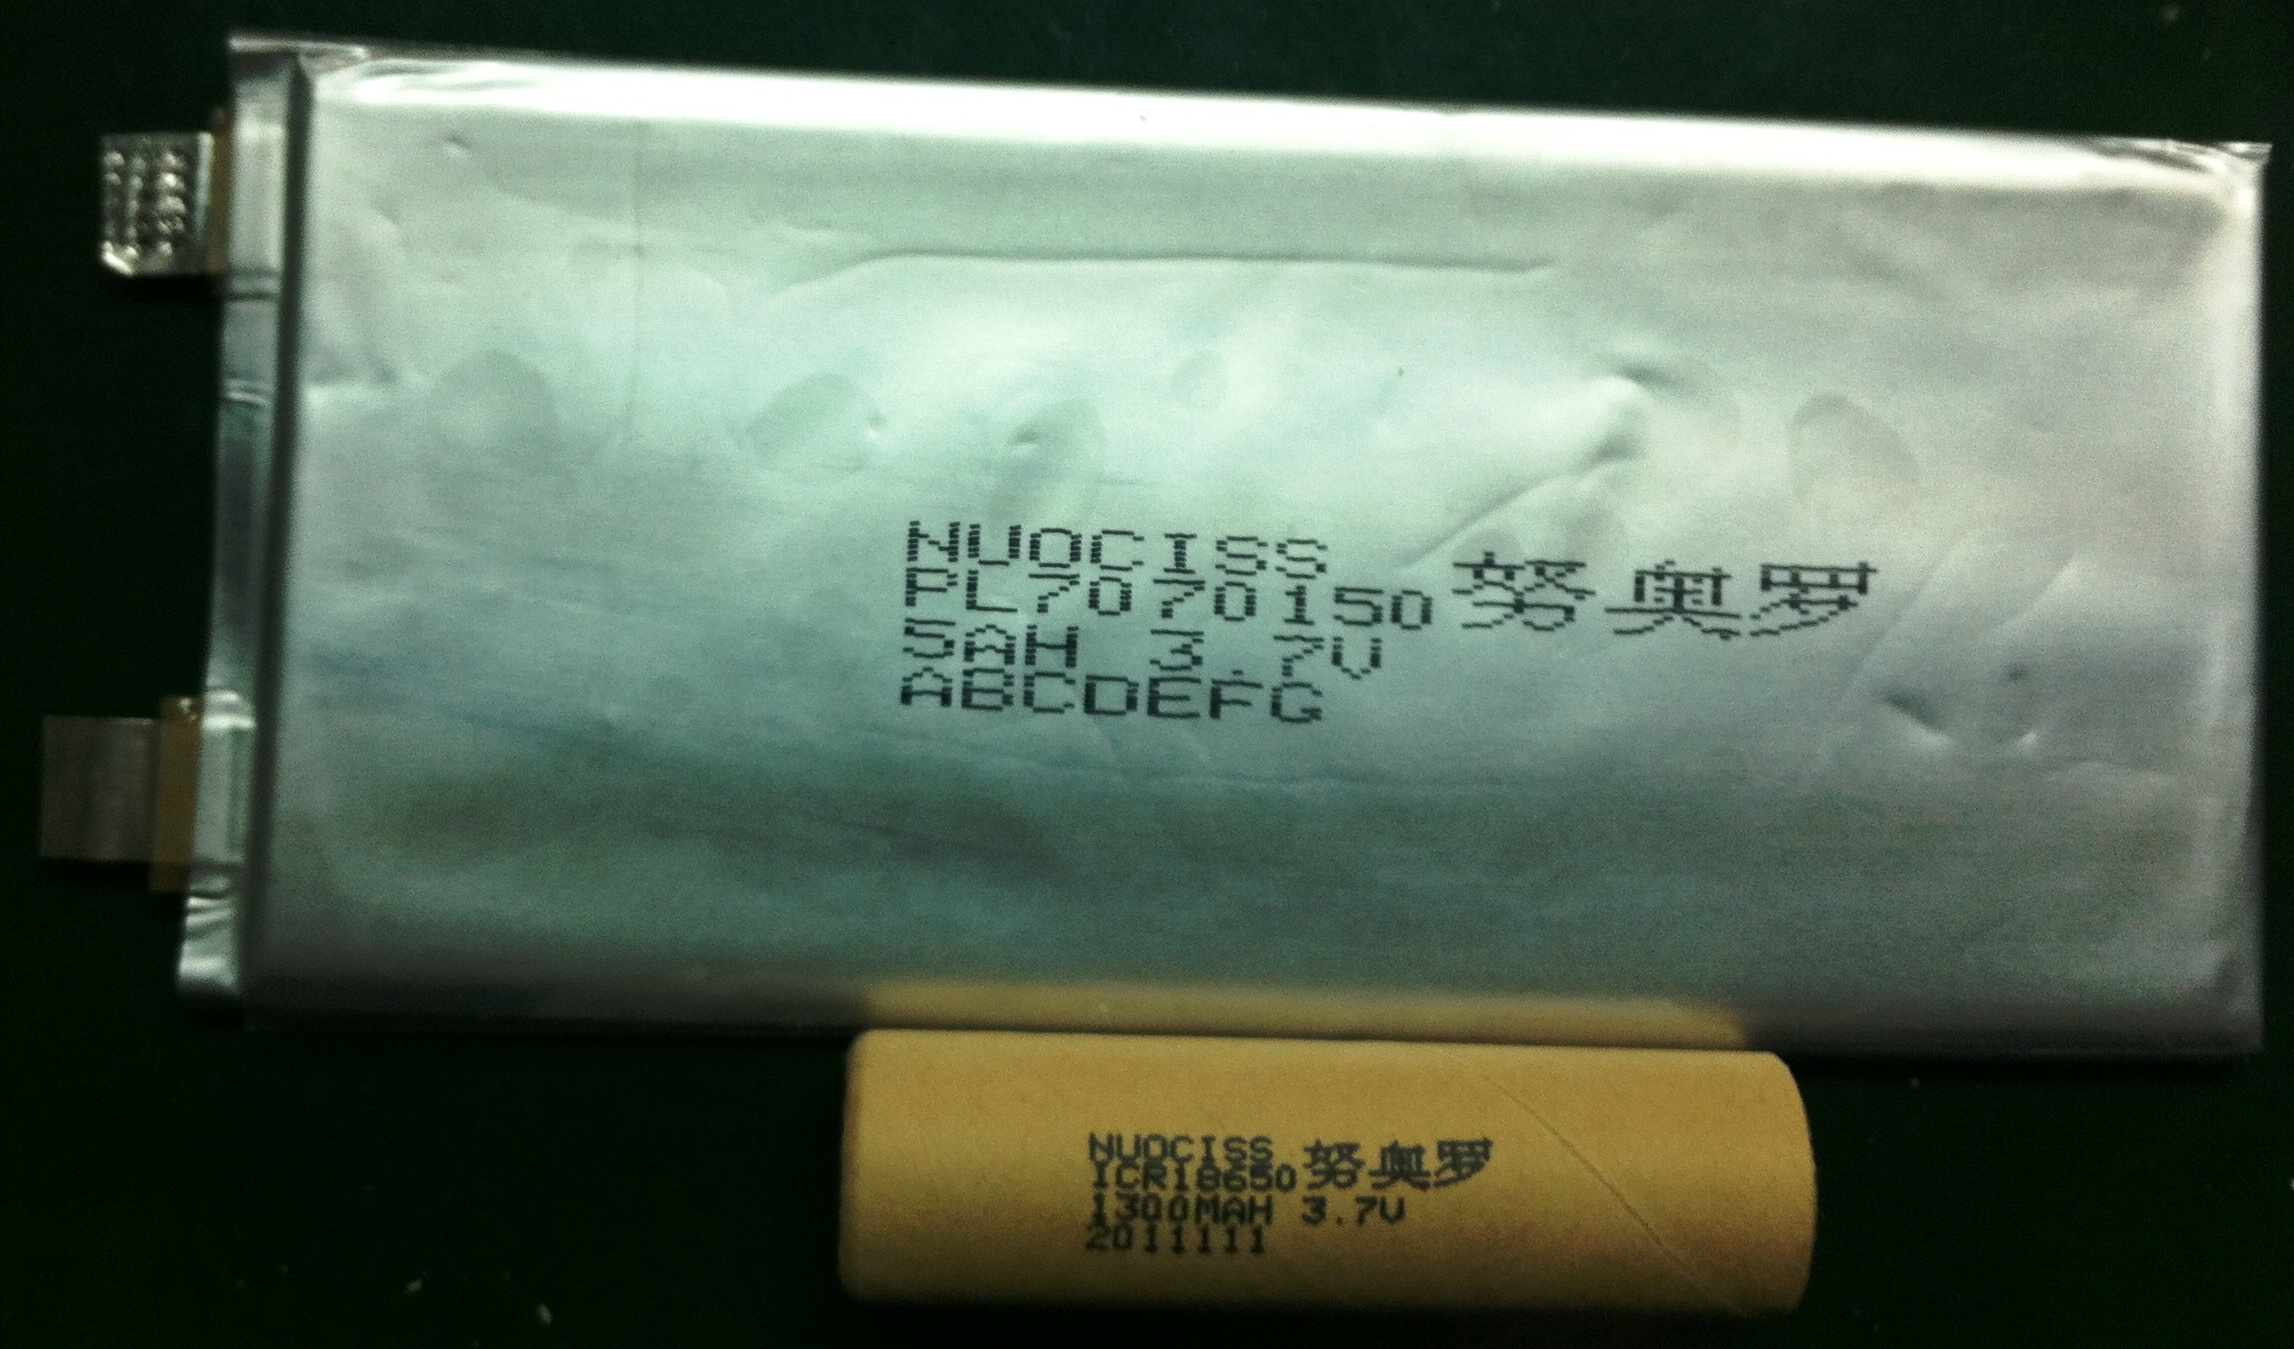 NUOCISS
PL7070150 努奥罗
5AH 3.7V
ABCDEFG
NUOCISS
ICR18650 努奥罗
1300MAH 3.7V
2011111